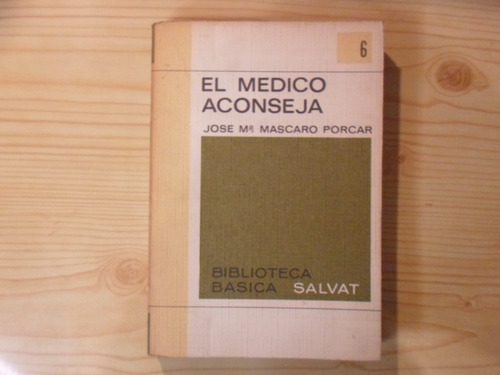 6
EL MEDICO
ACONSEJA
JOSE Mª MASCARO PORCAR
BIBLIOTECA
BASICA SALVAT